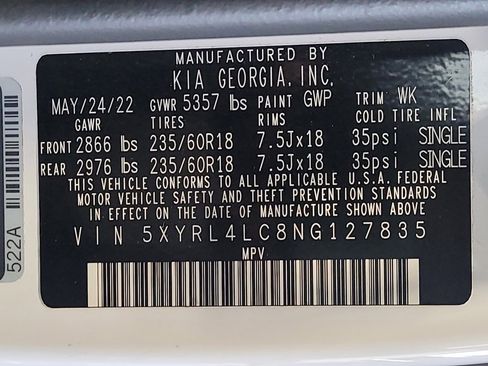 MANUFACTURED BY
KIA GEORGIA, INC.
MAY/24/22 GVWR 5357 lbs PAINT GWP TRIM WK
GAWR TIRES RIMS COLD TIRE INFL
FRONT 2866 lbs 235/60R18 7.5Jx18 35psi SINGLE
REAR 2976 lbs 235/60R18 7.5Jx18 35psi SINGLE
THIS VEHICLE CONFORMS TO ALL APPLICABLE U.S.A. FEDERAL
MOTOR VEHICLE SAFETY AND THEFT PREVENTION STANDARDS
IN EFFECT ON THE DATE OF MANUFACTURE SHOWN ABOVE.
VIN 5XYRL4LC8NG127835
MPV
522A